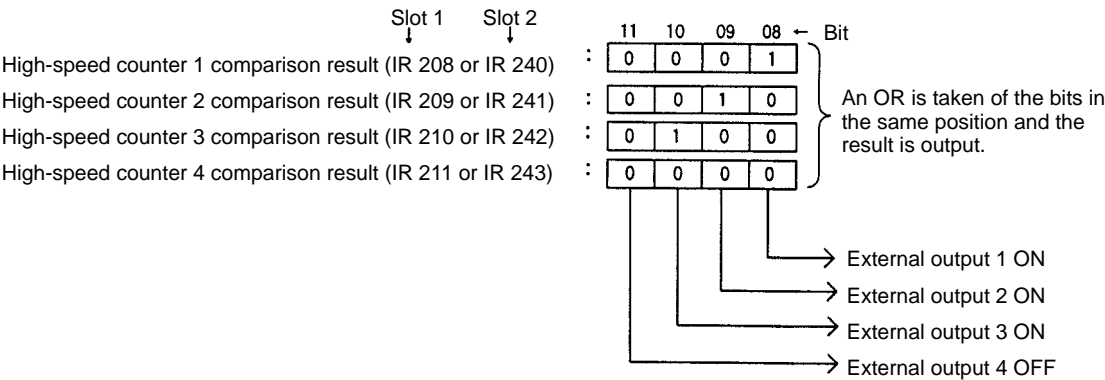 Slot 1 Slot 2
11 10 09 08 ← Bit
High-speed counter 1 comparison result (IR 208 or IR 240) : 0 0 0 1
High-speed counter 2 comparison result (IR 209 or IR 241) : 0 0 1 0
High-speed counter 3 comparison result (IR 210 or IR 242) : 0 1 0 0
High-speed counter 4 comparison result (IR 211 or IR 243) : 0 0 0 0
An OR is taken of the bits in
the same position and the
result is output.
External output 1 ON
External output 2 ON
External output 3 ON
External output 4 OFF